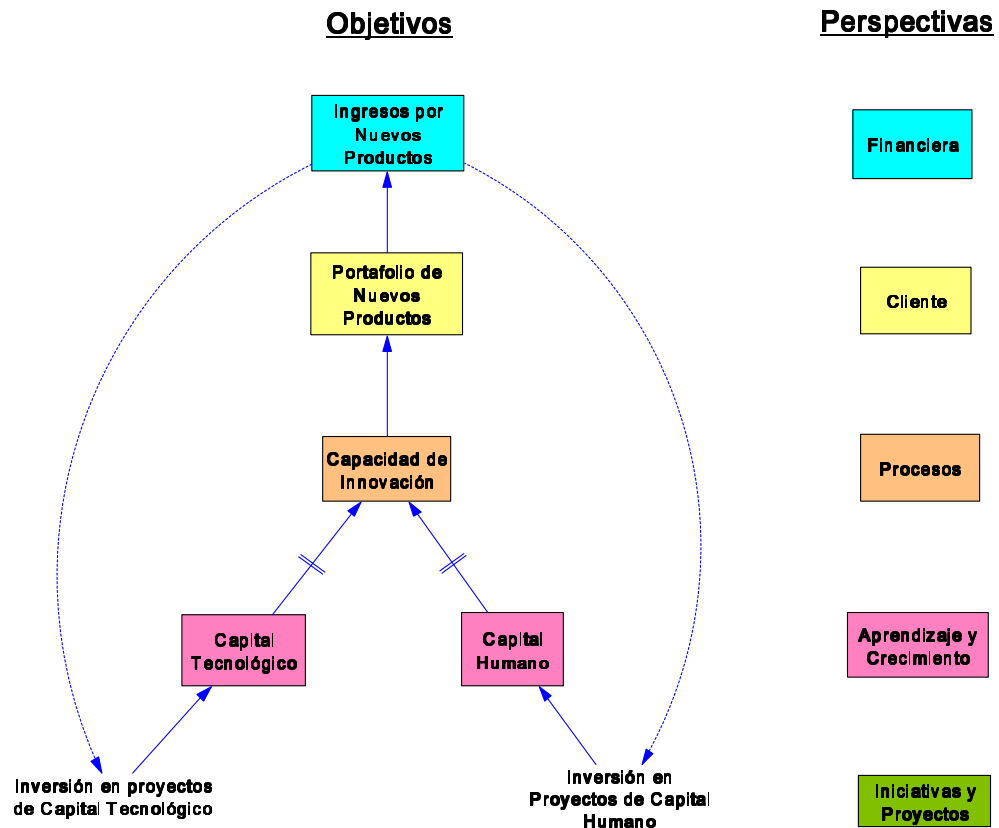 Objetivos
Perspectivas
Ingresos por
Nuevos
Productos
Financiera
Portafolio de
Nuevos
Productos
Cliente
Capacidad de
Innovación
Procesos
Capital
Tecnológico
Capital
Humano
Aprendizaje y
Crecimiento
Inversión en proyectos
de Capital Tecnológico
Inversión en
Proyectos de Capital
Humano
Iniciativas y
Proyectos